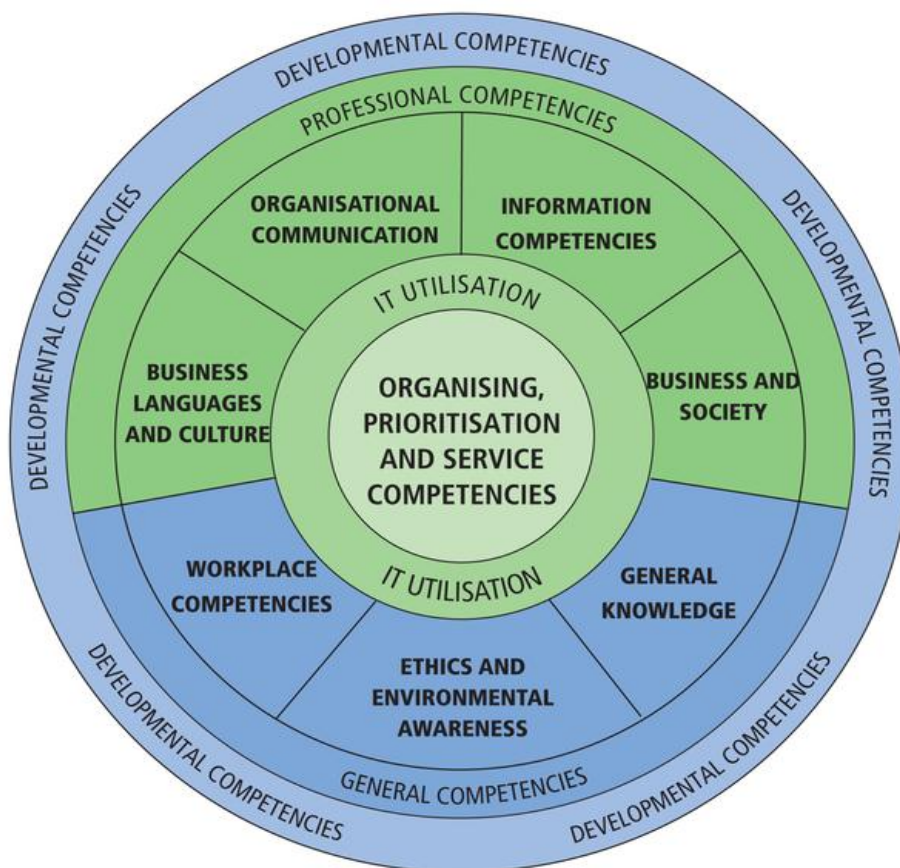 DEVELOPMENTAL COMPETENCIES
PROFESSIONAL COMPETENCIES
DEVELOPMENTAL COMPETENCIES
DEVELOPMENTAL COMPETENCIES
ORGANISATIONAL
COMMUNICATION
INFORMATION
COMPETENCIES
IT UTILISATION
BUSINESS
LANGUAGES
AND CULTURE
ORGANISING,
PRIORITISATION
AND SERVICE
COMPETENCIES
BUSINESS AND
SOCIETY
WORKPLACE
COMPETENCIES
IT UTILISATION
GENERAL
KNOWLEDGE
ETHICS AND
ENVIRONMENTAL
AWARENESS
GENERAL COMPETENCIES
DEVELOPMENTAL COMPETENCIES
DEVELOPMENTAL COMPETENCIES